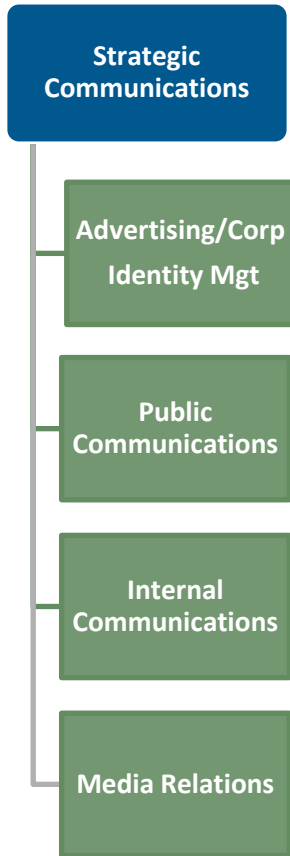 Strategic
Communications
Advertising/Corp
Identity Mgt
Public
Communications
Internal
Communications
Media Relations